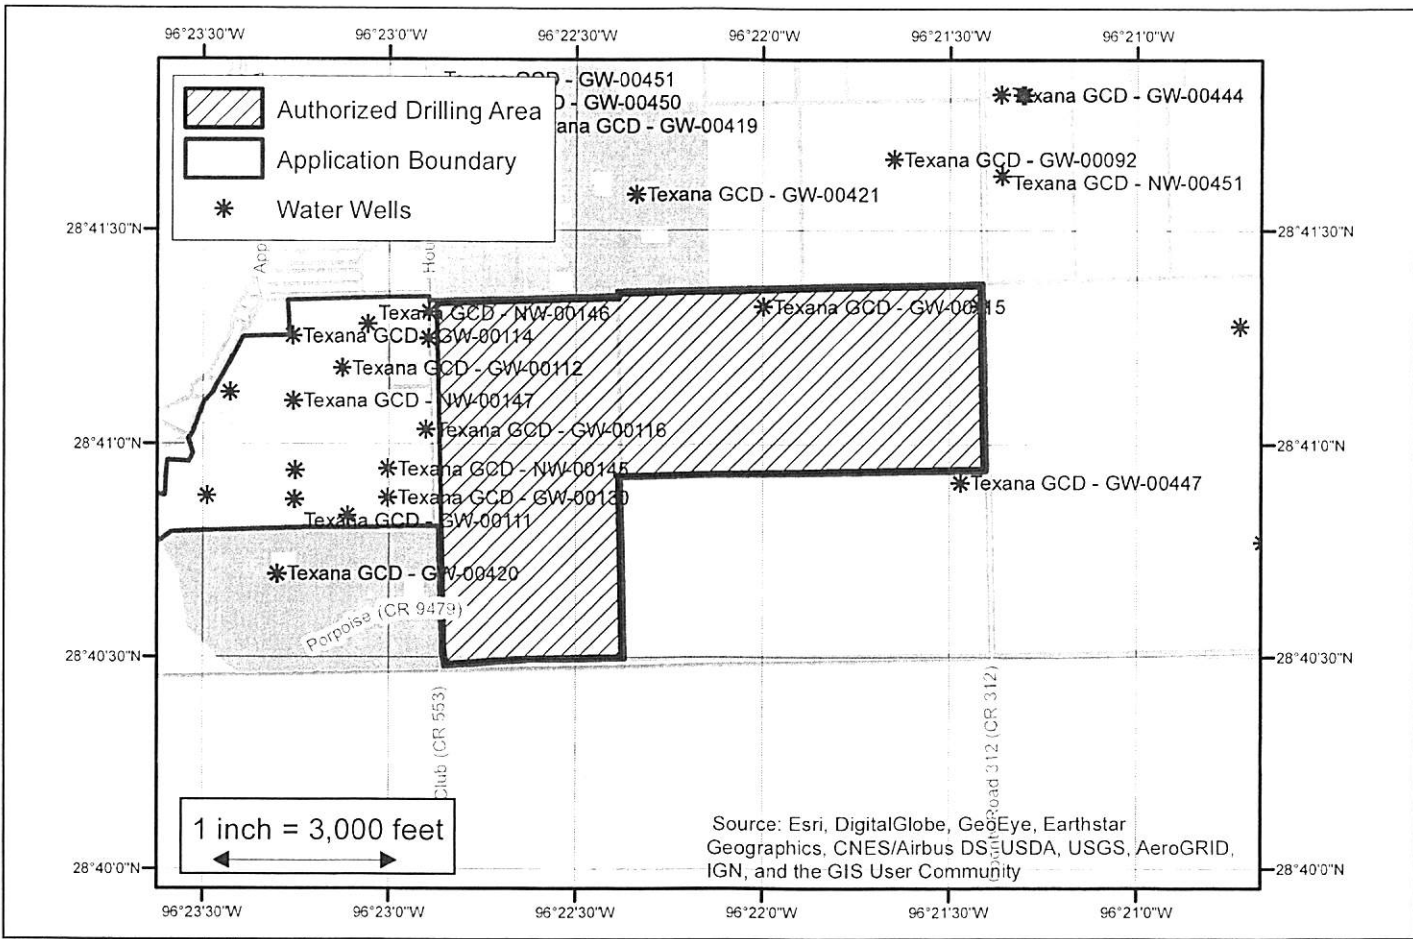 96°23'30"W 96°23'0"W 96°22'30"W 96°22'0"W 96°21'30"W 96°21'0"W
Authorized Drilling Area
Application Boundary
Water Wells
GCD - GW-00451
D - GW-00450
ana GCD - GW-00419
Texana GCD - GW-00444
Texana GCD - GW-00092
Texana GCD - NW-00451
Texana GCD - GW-00421
28°41'30"N 28°41'30"N
App
Hou
Texana GCD - NW-00146
Texana GCD - GW-00115
Texana GCD - GW-00114
Texana GCD - GW-00112
Texana GCD - NW-00147
Texana GCD - GW-00116
28°41'0"N 28°41'0"N
Texana GCD - NW-00145
Texana GCD - GW-00447
Texana GCD - GW-00130
Texana GCD - GW-00111
Texana GCD - GW-00420
Porpoise (CR 9479)
28°40'30"N 28°40'30"N
Club (CR 553)
Road 312 (CR 312)
1 inch = 3,000 feet
Source: Esri, DigitalGlobe, GeoEye, Earthstar
Geographics, CNES/Airbus DS, USDA, USGS, AeroGRID,
IGN, and the GIS User Community
28°40'0"N 28°40'0"N
96°23'30"W 96°23'0"W 96°22'30"W 96°22'0"W 96°21'30"W 96°21'0"W